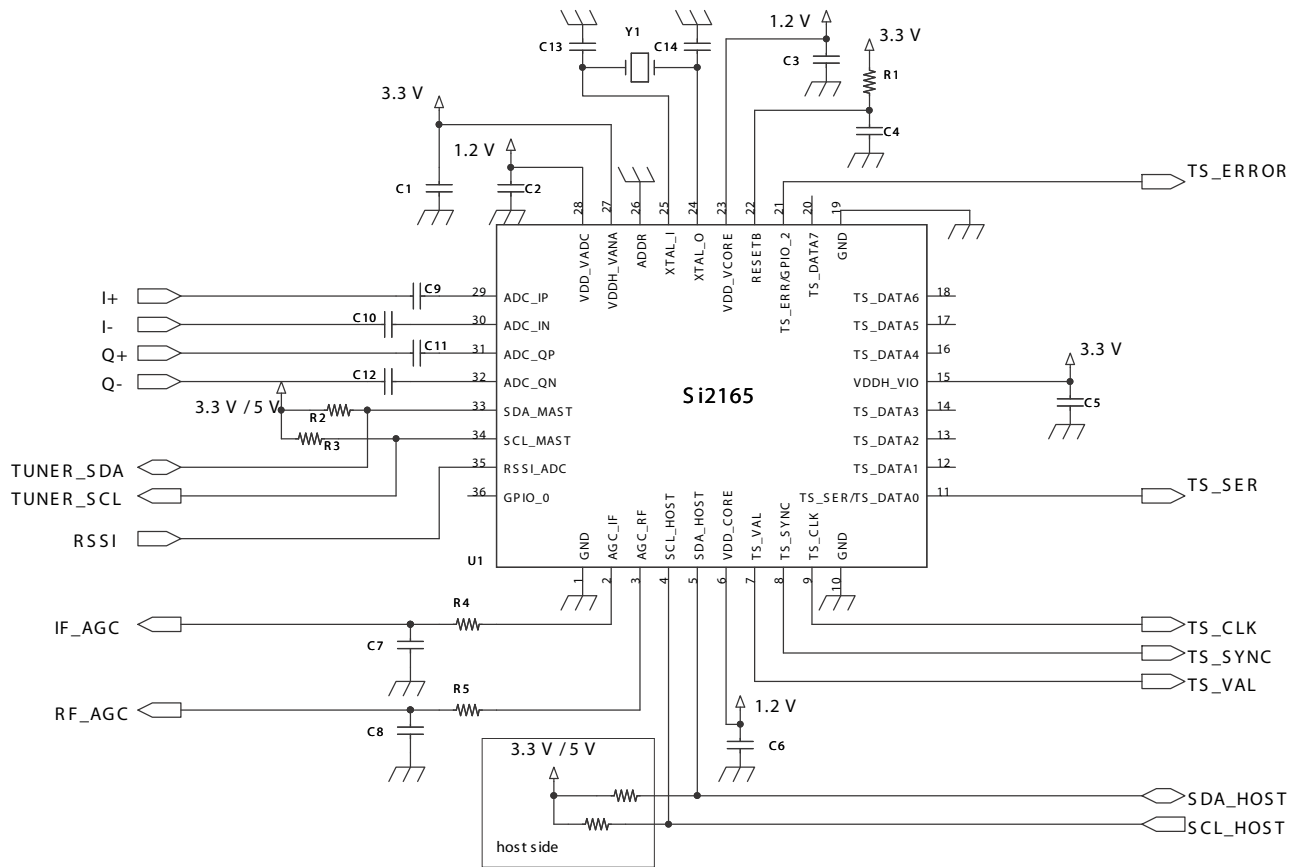 1.2 V
3.3 V
C13
Y1
C14
C3
R1
C4
3.3 V
1.2 V
C1
C2
TS_ERROR
28
27
26
25
24
23
22
21
20
19
VDD_VADC
VDDH_VANA
ADDR
XTAL_I
XTAL_O
VDD_VCORE
RESETB
TS_ERR/GPIO_2
TS_DATA7
GND
I+
C9
29
ADC_IP
TS_DATA6
18
I-
C10
30
ADC_IN
TS_DATA5
17
Q+
C11
31
ADC_QP
TS_DATA4
16
Q-
C12
32
ADC_QN
VDDH_VIO
15
3.3 V
C5
Si2165
3.3 V / 5 V
R2
33
SDA_MAST
TS_DATA3
14
R3
34
SCL_MAST
TS_DATA2
13
TUNER_SDA
35
RSSI_ADC
TS_DATA1
12
TUNER_SCL
36
GPIO_0
TS_SER/TS_DATA0
11
TS_SER
RSSI
U1
GND
AGC_IF
AGC_RF
SCL_HOST
SDA_HOST
VDD_CORE
TS_VAL
TS_SYNC
TS_CLK
GND
1
2
3
4
5
6
7
8
9
10
IF_AGC
R4
C7
TS_CLK
TS_SYNC
TS_VAL
RF_AGC
R5
C8
1.2 V
C6
3.3 V / 5 V
SDA_HOST
SCL_HOST
host side